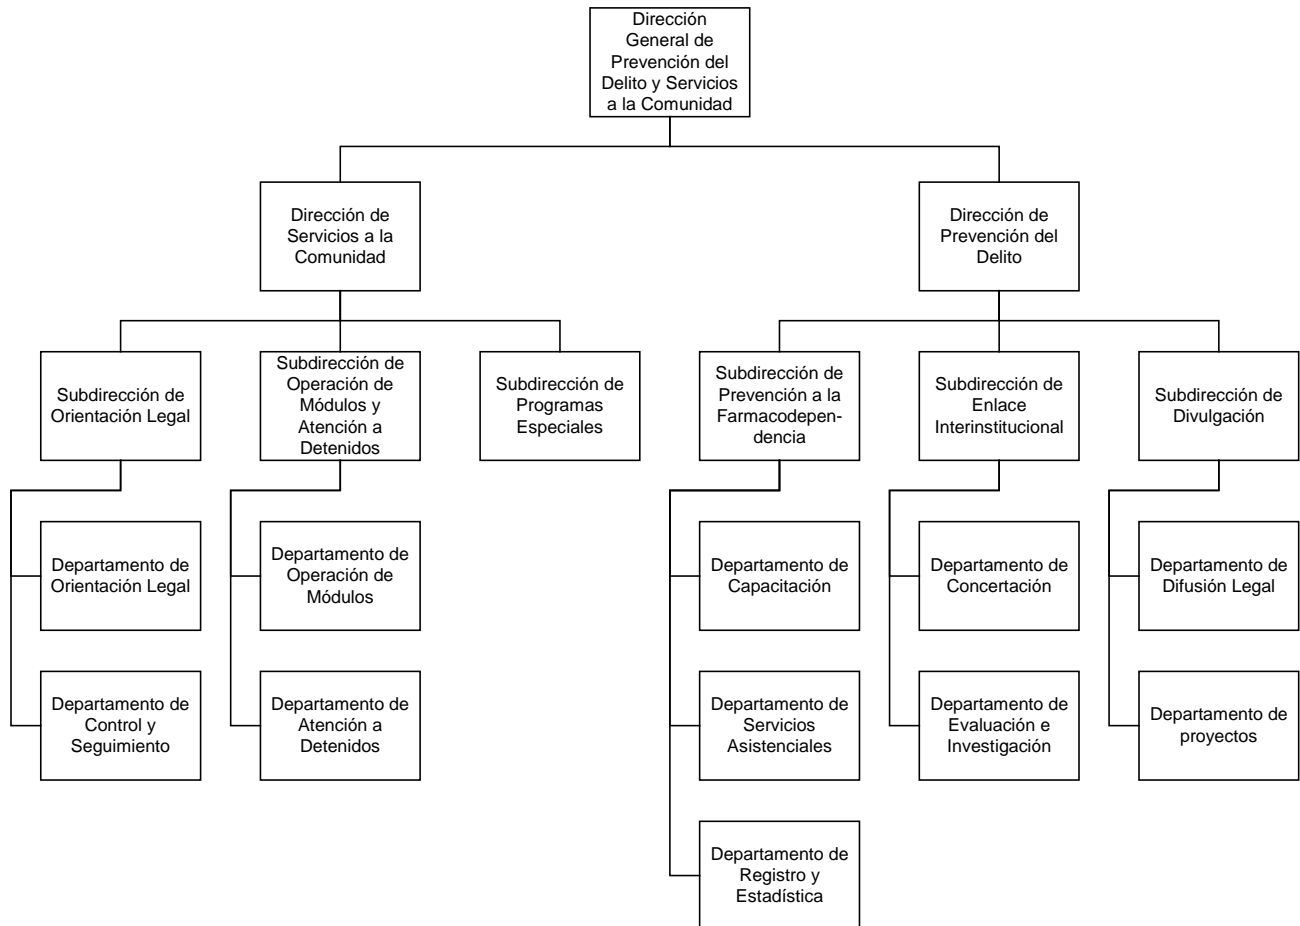 Dirección
General de
Prevención del
Delito y Servicios
a la Comunidad
Dirección de
Servicios a la
Comunidad
Dirección de
Prevención del
Delito
Subdirección de
Orientación Legal
Subdirección de
Operación de
Módulos y
Atención a
Detenidos
Subdirección de
Programas
Especiales
Subdirección de
Prevención a la
Farmacodepen-
dencia
Subdirección de
Enlace
Interinstitucional
Subdirección de
Divulgación
Departamento de
Orientación Legal
Departamento de
Operación de
Módulos
Departamento de
Capacitación
Departamento de
Concertación
Departamento de
Difusión Legal
Departamento de
Control y
Seguimiento
Departamento de
Atención a
Detenidos
Departamento de
Servicios
Asistenciales
Departamento de
Evaluación e
Investigación
Departamento de
proyectos
Departamento de
Registro y
Estadística